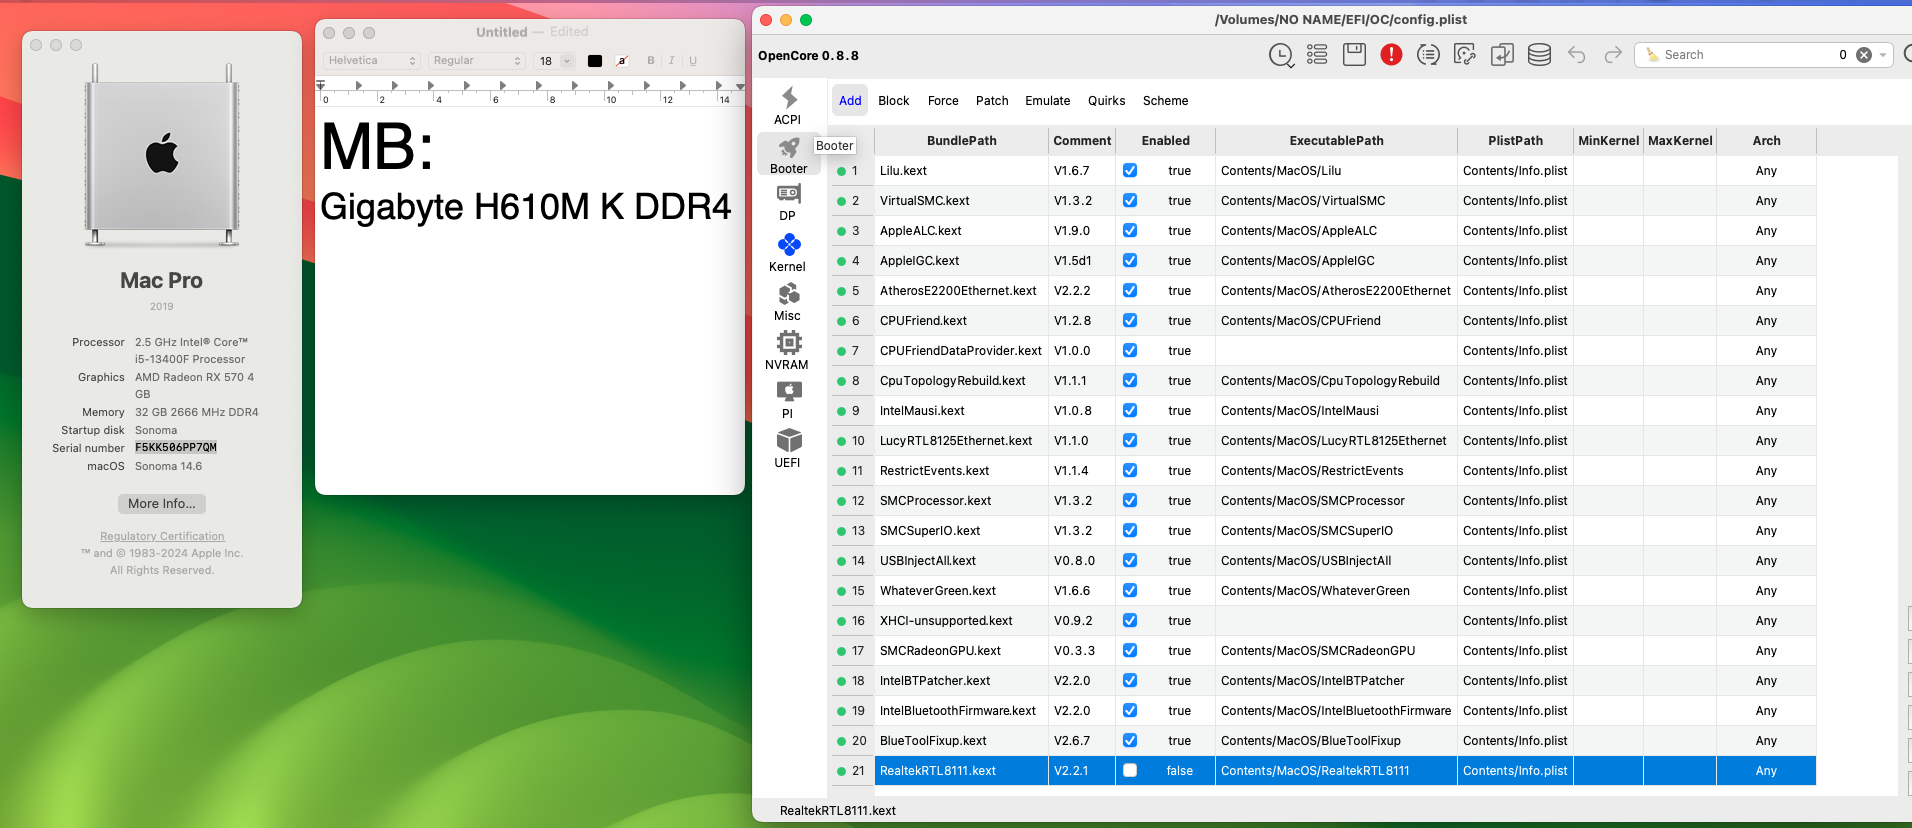 Mac Pro
2019
Processor 2.5 GHz Intel® Core™
i5-13400F Processor
Graphics AMD Radeon RX 570 4
GB
Memory 32 GB 2666 MHz DDR4
Startup disk Sonoma
Serial number F5KK506PP7QM
macOS Sonoma 14.6
More Info...
Regulatory Certification
™ and © 1983-2024 Apple Inc.
All Rights Reserved.
Untitled — Edited
Helvetica Regular 18 a B I U
0 2 4 6 8 10 12 14
MB:
Gigabyte H610M K DDR4
/Volumes/NO NAME/EFI/OC/config.plist
OpenCore 0.8.8
Search 0
ACPI
Booter
DP
Kernel
Misc
NVRAM
PI
UEFI
Booter
Add Block Force Patch Emulate Quirks Scheme
BundlePath Comment Enabled ExecutablePath PlistPath MinKernel MaxKernel Arch
1 Lilu.kext V1.6.7 true Contents/MacOS/Lilu Contents/Info.plist Any
2 VirtualSMC.kext V1.3.2 true Contents/MacOS/VirtualSMC Contents/Info.plist Any
3 AppleALC.kext V1.9.0 true Contents/MacOS/AppleALC Contents/Info.plist Any
4 AppleIGC.kext V1.5d1 true Contents/MacOS/AppleIGC Contents/Info.plist Any
5 AtherosE2200Ethernet.kext V2.2.2 true Contents/MacOS/AtherosE2200Ethernet Contents/Info.plist Any
6 CPUFriend.kext V1.2.8 true Contents/MacOS/CPUFriend Contents/Info.plist Any
7 CPUFriendDataProvider.kext V1.0.0 true Contents/Info.plist Any
8 CpuTopologyRebuild.kext V1.1.1 true Contents/MacOS/CpuTopologyRebuild Contents/Info.plist Any
9 IntelMausi.kext V1.0.8 true Contents/MacOS/IntelMausi Contents/Info.plist Any
10 LucyRTL8125Ethernet.kext V1.1.0 true Contents/MacOS/LucyRTL8125Ethernet Contents/Info.plist Any
11 RestrictEvents.kext V1.1.4 true Contents/MacOS/RestrictEvents Contents/Info.plist Any
12 SMCProcessor.kext V1.3.2 true Contents/MacOS/SMCProcessor Contents/Info.plist Any
13 SMCSuperIO.kext V1.3.2 true Contents/MacOS/SMCSuperIO Contents/Info.plist Any
14 USBInjectAll.kext V0.8.0 true Contents/MacOS/USBInjectAll Contents/Info.plist Any
15 WhateverGreen.kext V1.6.6 true Contents/MacOS/WhateverGreen Contents/Info.plist Any
16 XHCI-unsupported.kext V0.9.2 true Contents/Info.plist Any
17 SMCRadeonGPU.kext V0.3.3 true Contents/MacOS/SMCRadeonGPU Contents/Info.plist Any
18 IntelBTPatcher.kext V2.2.0 true Contents/MacOS/IntelBTPatcher Contents/Info.plist Any
19 IntelBluetoothFirmware.kext V2.2.0 true Contents/MacOS/IntelBluetoothFirmware Contents/Info.plist Any
20 BlueToolFixup.kext V2.6.7 true Contents/MacOS/BlueToolFixup Contents/Info.plist Any
21 RealtekRTL8111.kext V2.2.1 false Contents/MacOS/RealtekRTL8111 Contents/Info.plist Any
RealtekRTL8111.kext